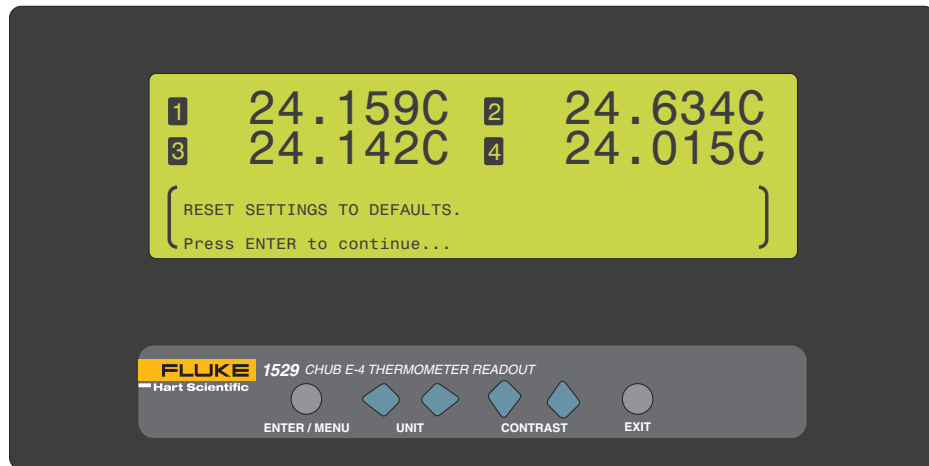 1 24.159C 2 24.634C
3 24.142C 4 24.015C
RESET SETTINGS TO DEFAULTS.
Press ENTER to continue...
FLUKE
Hart Scientific
1529 CHUB E-4 THERMOMETER READOUT
ENTER / MENU UNIT CONTRAST EXIT